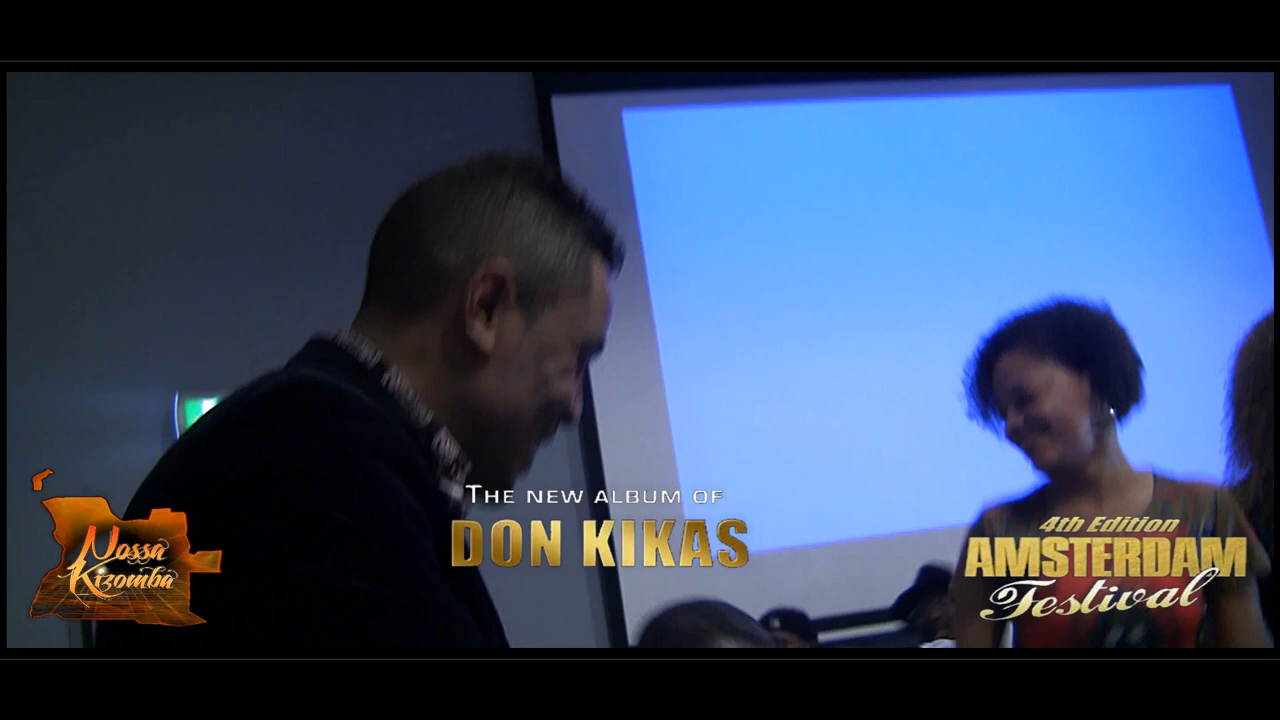 THE NEW ALBUM OF
DON KIKAS
Nossa
Kizomba
4th Edition
AMSTERDAM
Festival